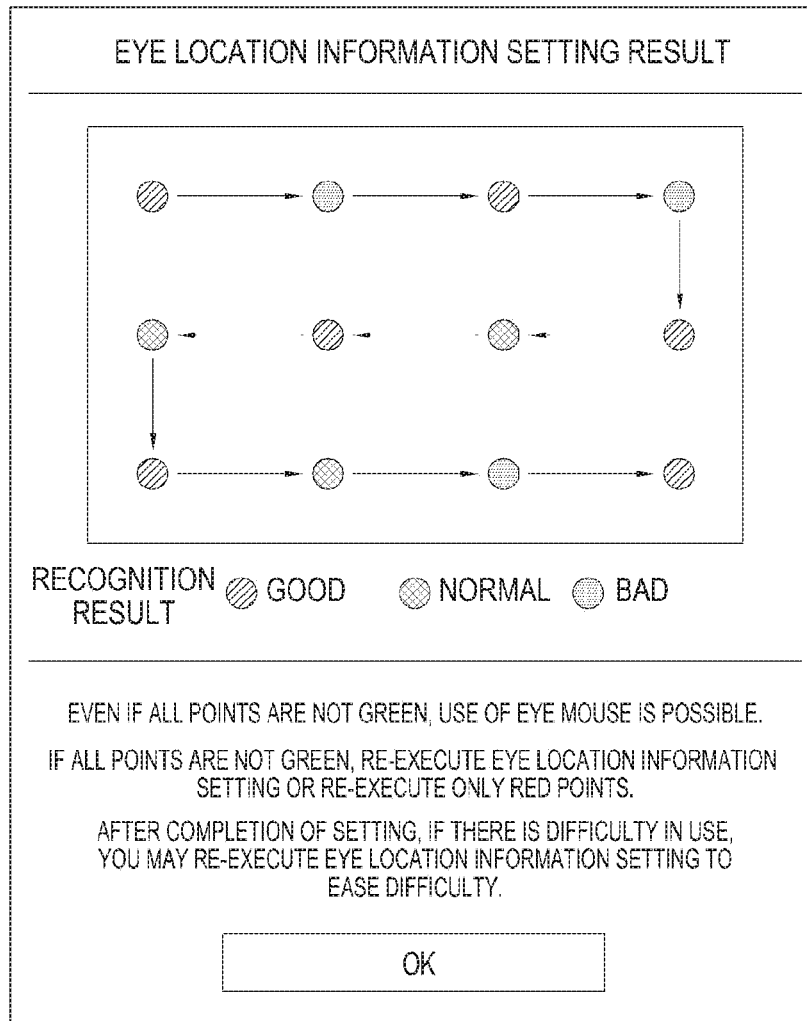 EYE LOCATION INFORMATION SETTING RESULT
RECOGNITION
RESULT
GOOD
NORMAL
BAD
EVEN IF ALL POINTS ARE NOT GREEN, USE OF EYE MOUSE IS POSSIBLE.
IF ALL POINTS ARE NOT GREEN, RE-EXECUTE EYE LOCATION INFORMATION
SETTING OR RE-EXECUTE ONLY RED POINTS.
AFTER COMPLETION OF SETTING, IF THERE IS DIFFICULTY IN USE,
YOU MAY RE-EXECUTE EYE LOCATION INFORMATION SETTING TO
EASE DIFFICULTY.
OK